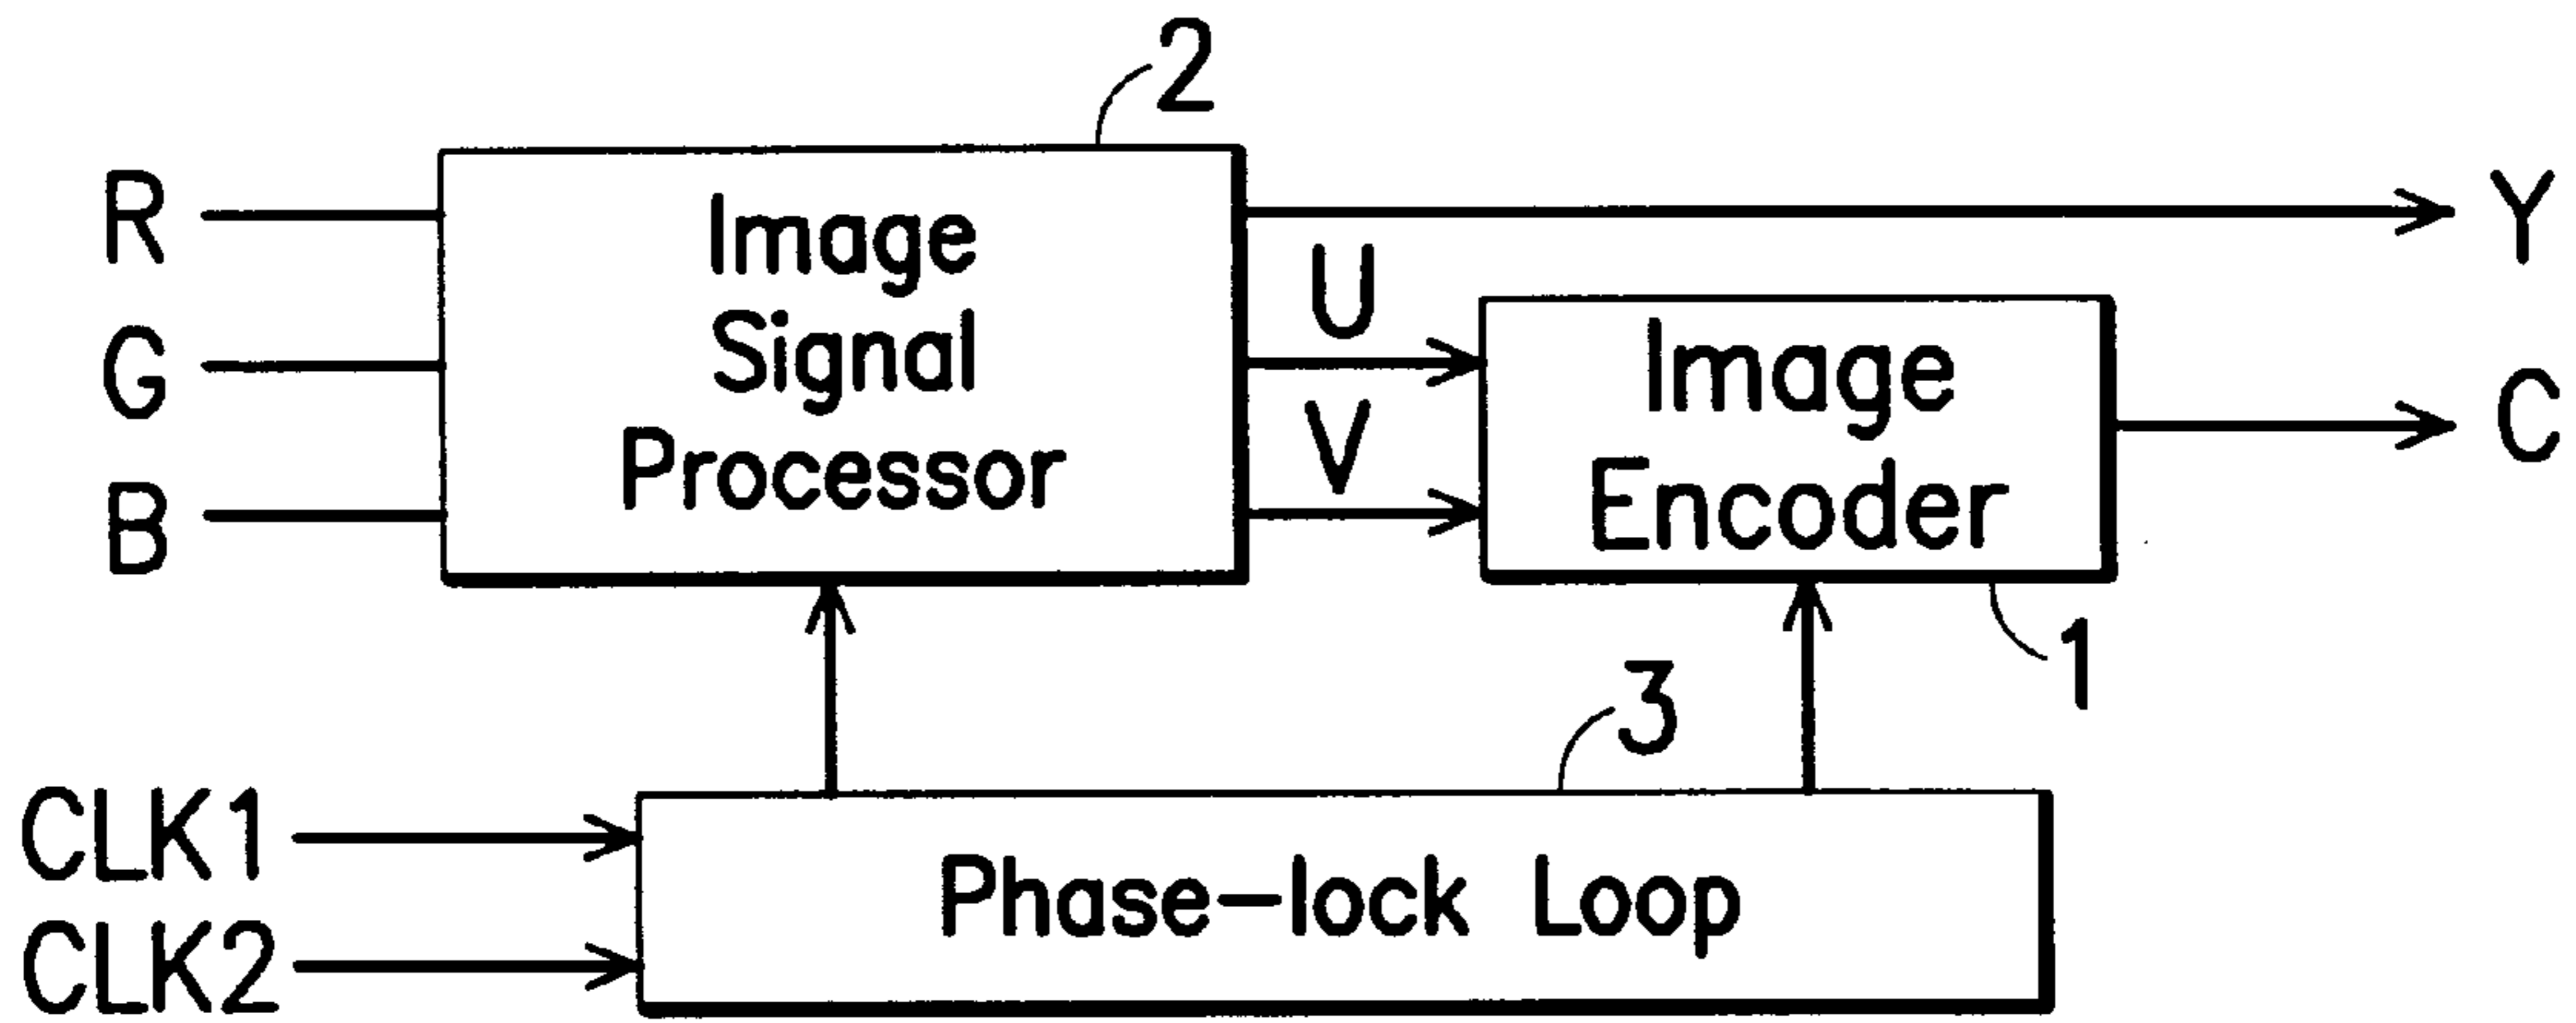 2
R
G
B
Image
Signal
Processor
U
V
Image
Encoder
Y
C
1
3
CLK1
CLK2
Phase-lock Loop